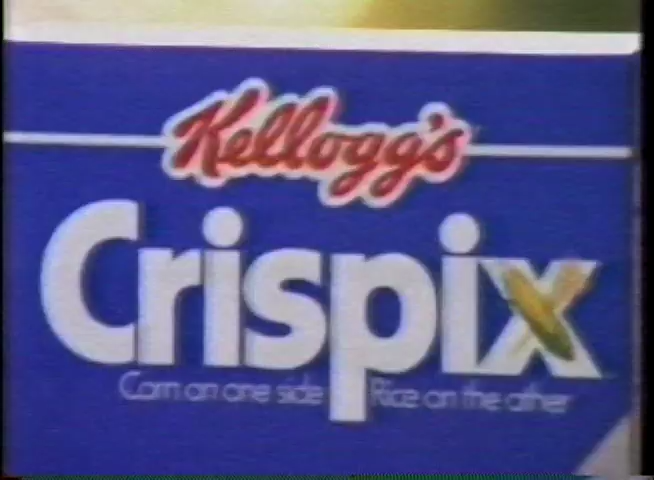 Kellogg's
Crispix
Corn on one side Rice on the other